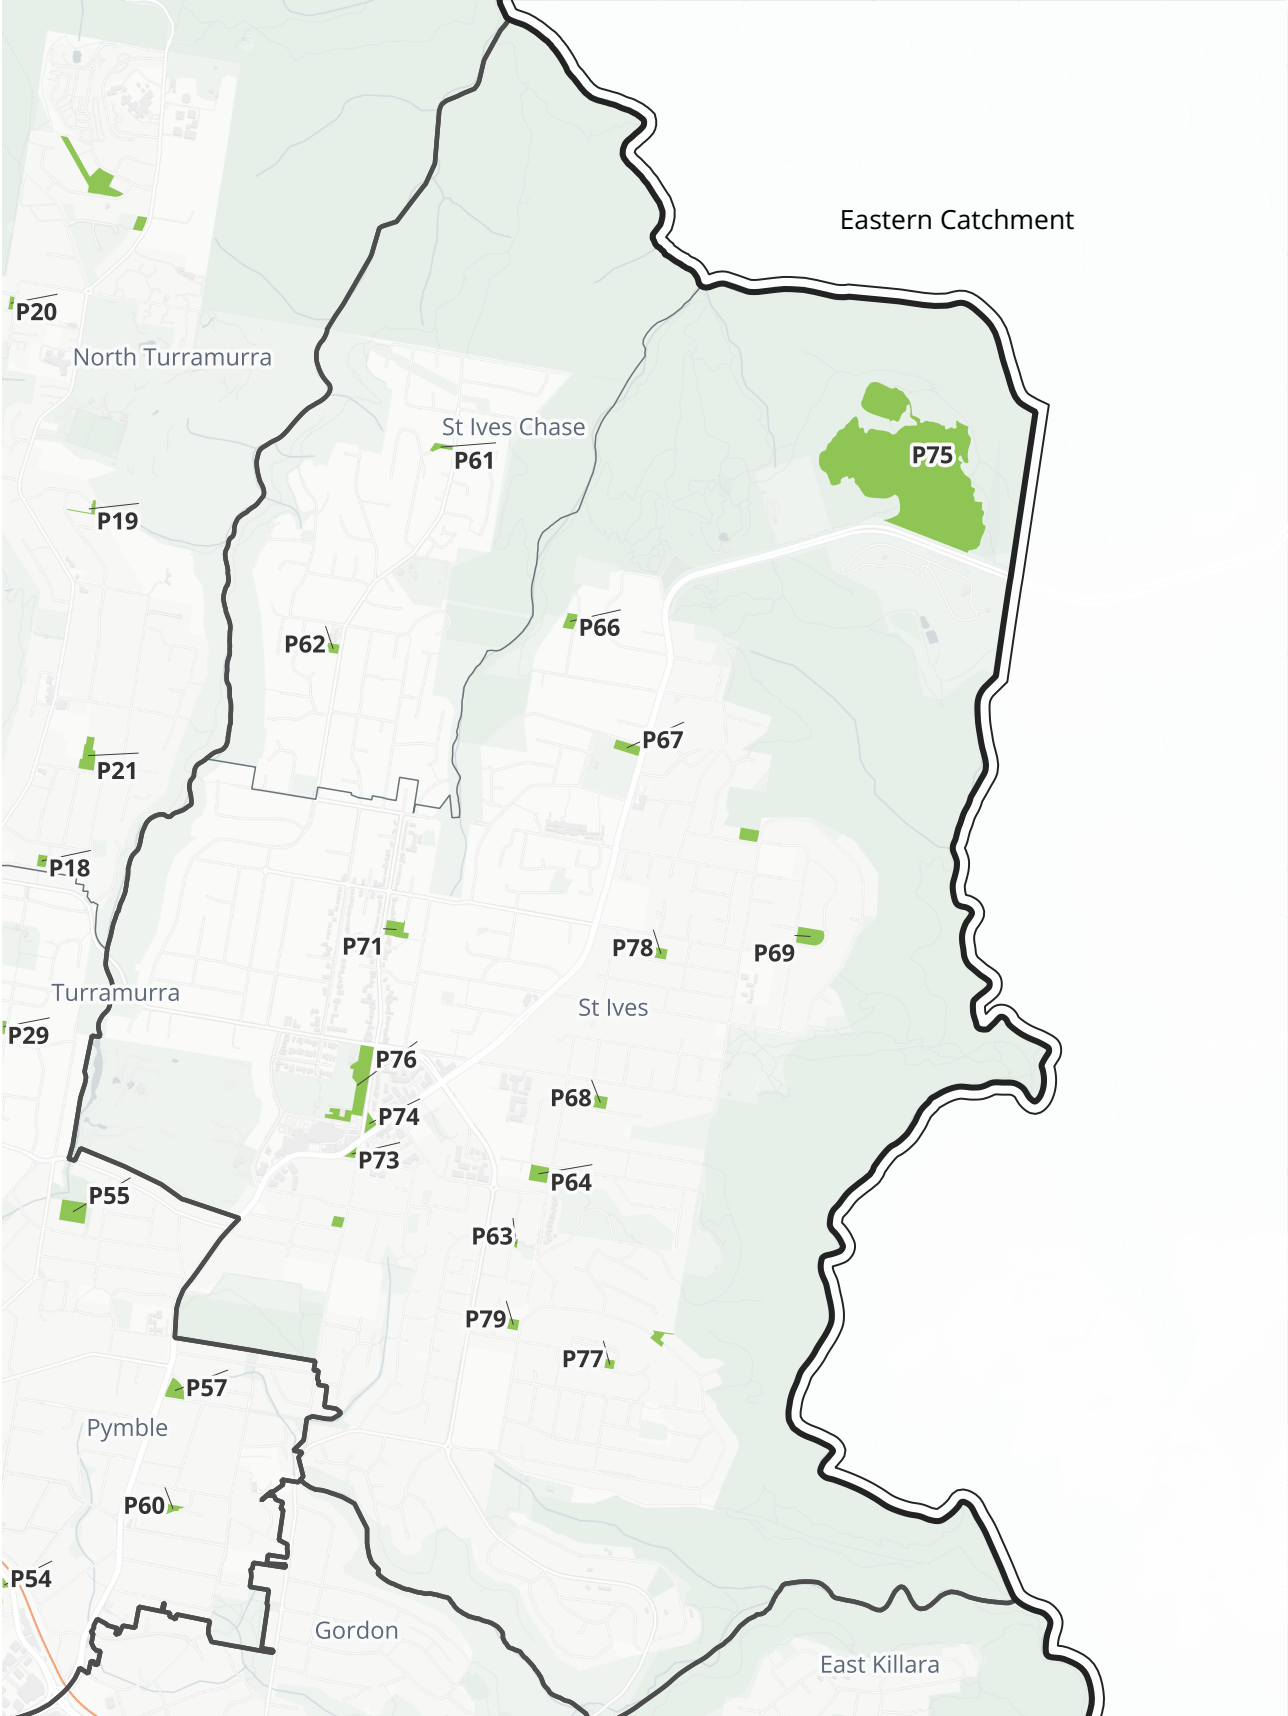 Eastern Catchment
P20
North Turramurra
St Ives Chase
P75
P61
P19
P66
P62
P67
P21
P18
P71
P78
P69
Turramurra
St Ives
P29
P76
P68
P74
P73
P64
P55
P63
P79
P77
P57
Pymble
P60
P54
Gordon
East Killara